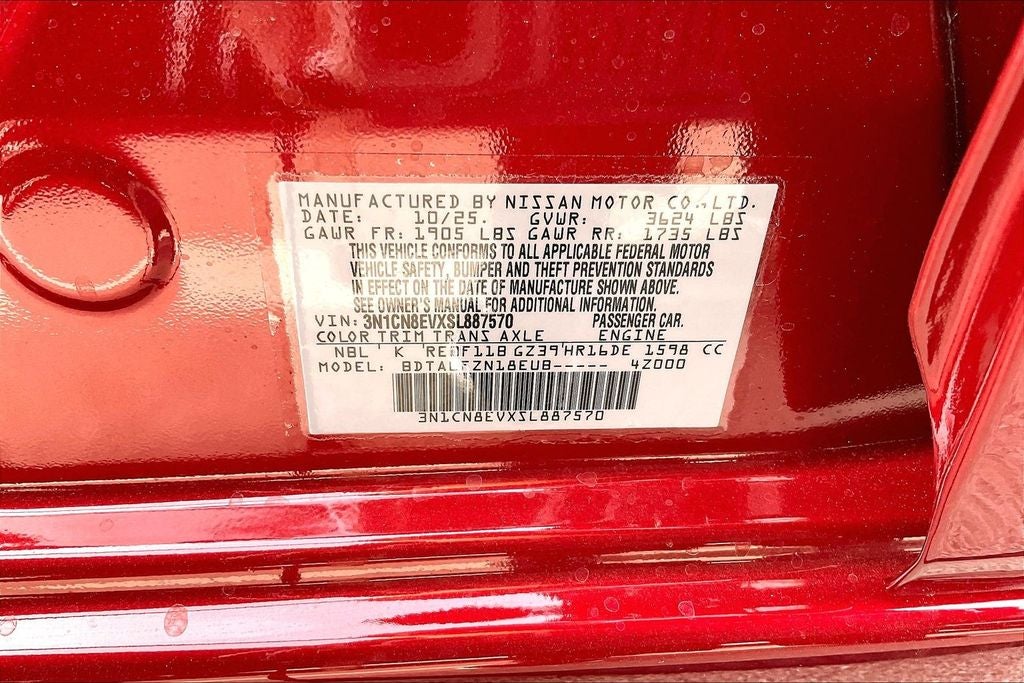 MANUFACTURED BY NISSAN MOTOR CO.,LTD.
DATE: 10/25. GVWR: 3624 LBS
GAWR FR: 1905 LBS GAWR RR: 1735 LBS
THIS VEHICLE CONFORMS TO ALL APPLICABLE FEDERAL MOTOR
VEHICLE SAFETY, BUMPER AND THEFT PREVENTION STANDARDS
IN EFFECT ON THE DATE OF MANUFACTURE SHOWN ABOVE.
SEE OWNER'S MANUAL FOR ADDITIONAL INFORMATION.
VIN: 3N1CN8EVXSL887570 PASSENGER CAR.
COLOR TRIM TRANS AXLE ENGINE
NBL ' K 'RE0F11B GZ39'HR16DE 1598 CC
MODEL: 4Z000
3N1CN8EVXSL887570